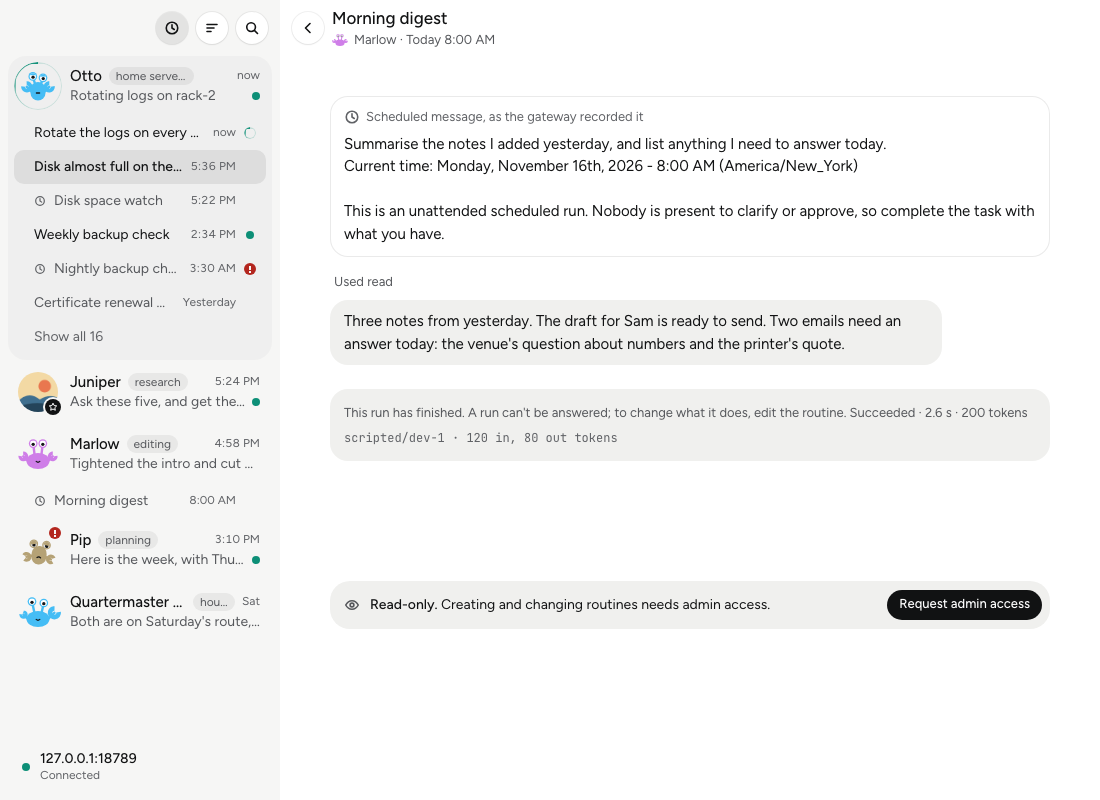 Otto home serve... now
Rotating logs on rack-2
Rotate the logs on every ... now
Disk almost full on the... 5:36 PM
Disk space watch 5:22 PM
Weekly backup check 2:34 PM
Nightly backup ch... 3:30 AM
Certificate renewal ... Yesterday
Show all 16
Juniper research 5:24 PM
Ask these five, and get the...
Marlow editing 4:58 PM
Tightened the intro and cut ...
Morning digest 8:00 AM
Pip planning 3:10 PM
Here is the week, with Thu...
Quartermaster ... hou... Sat
Both are on Saturday's route,...
127.0.0.1:18789
Connected
Morning digest
Marlow · Today 8:00 AM
Scheduled message, as the gateway recorded it
Summarise the notes I added yesterday, and list anything I need to answer today.
Current time: Monday, November 16th, 2026 - 8:00 AM (America/New_York)
This is an unattended scheduled run. Nobody is present to clarify or approve, so complete the task with
what you have.
Used read
Three notes from yesterday. The draft for Sam is ready to send. Two emails need an
answer today: the venue's question about numbers and the printer's quote.
This run has finished. A run can't be answered; to change what it does, edit the routine. Succeeded · 2.6 s · 200 tokens
scripted/dev-1 · 120 in, 80 out tokens
Read-only. Creating and changing routines needs admin access.
Request admin access